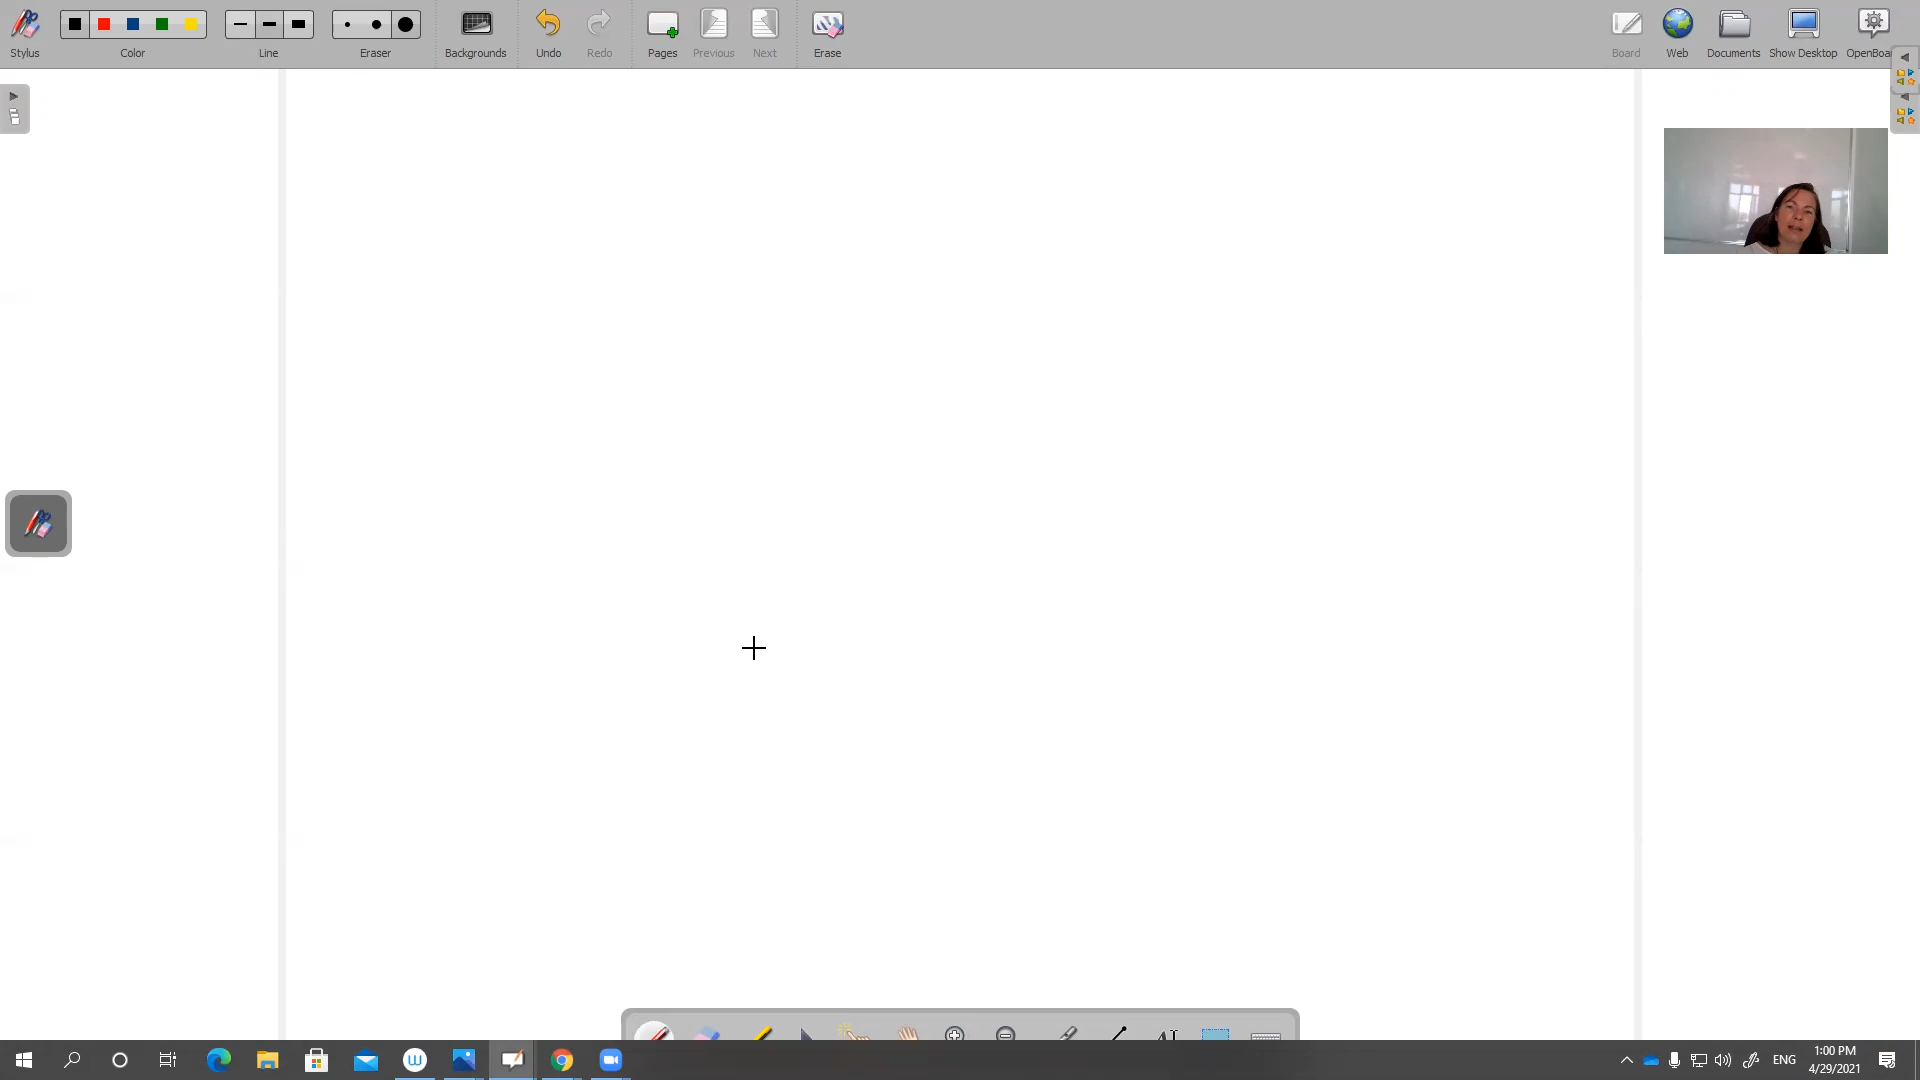 Stylus
Color
Line
Eraser
Backgrounds
Undo
Redo
Pages
Previous
Next
Erase
Board
Web
Documents
Show Desktop
OpenBoa
ENG
1:00 PM
4/29/2021